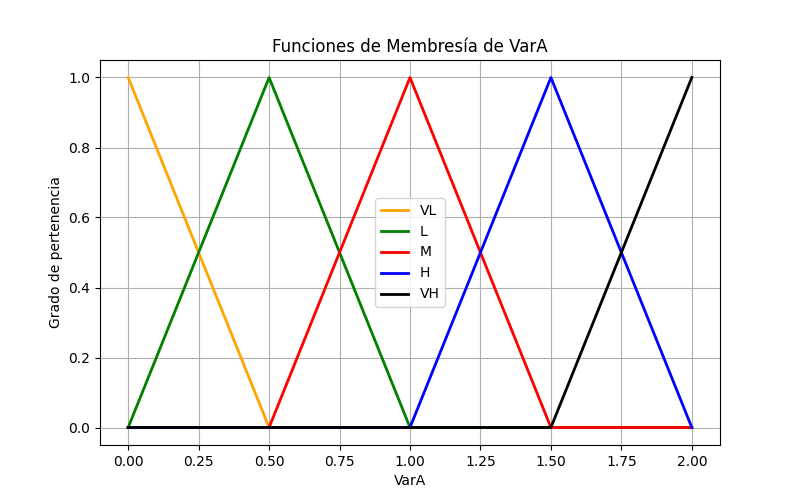 Funciones de Membresía de VarA
Grado de pertenencia
1.0
0.8
0.6
0.4
0.2
0.0
VL
L
M
H
VH
0.00 0.25 0.50 0.75 1.00 1.25 1.50 1.75 2.00
VarA